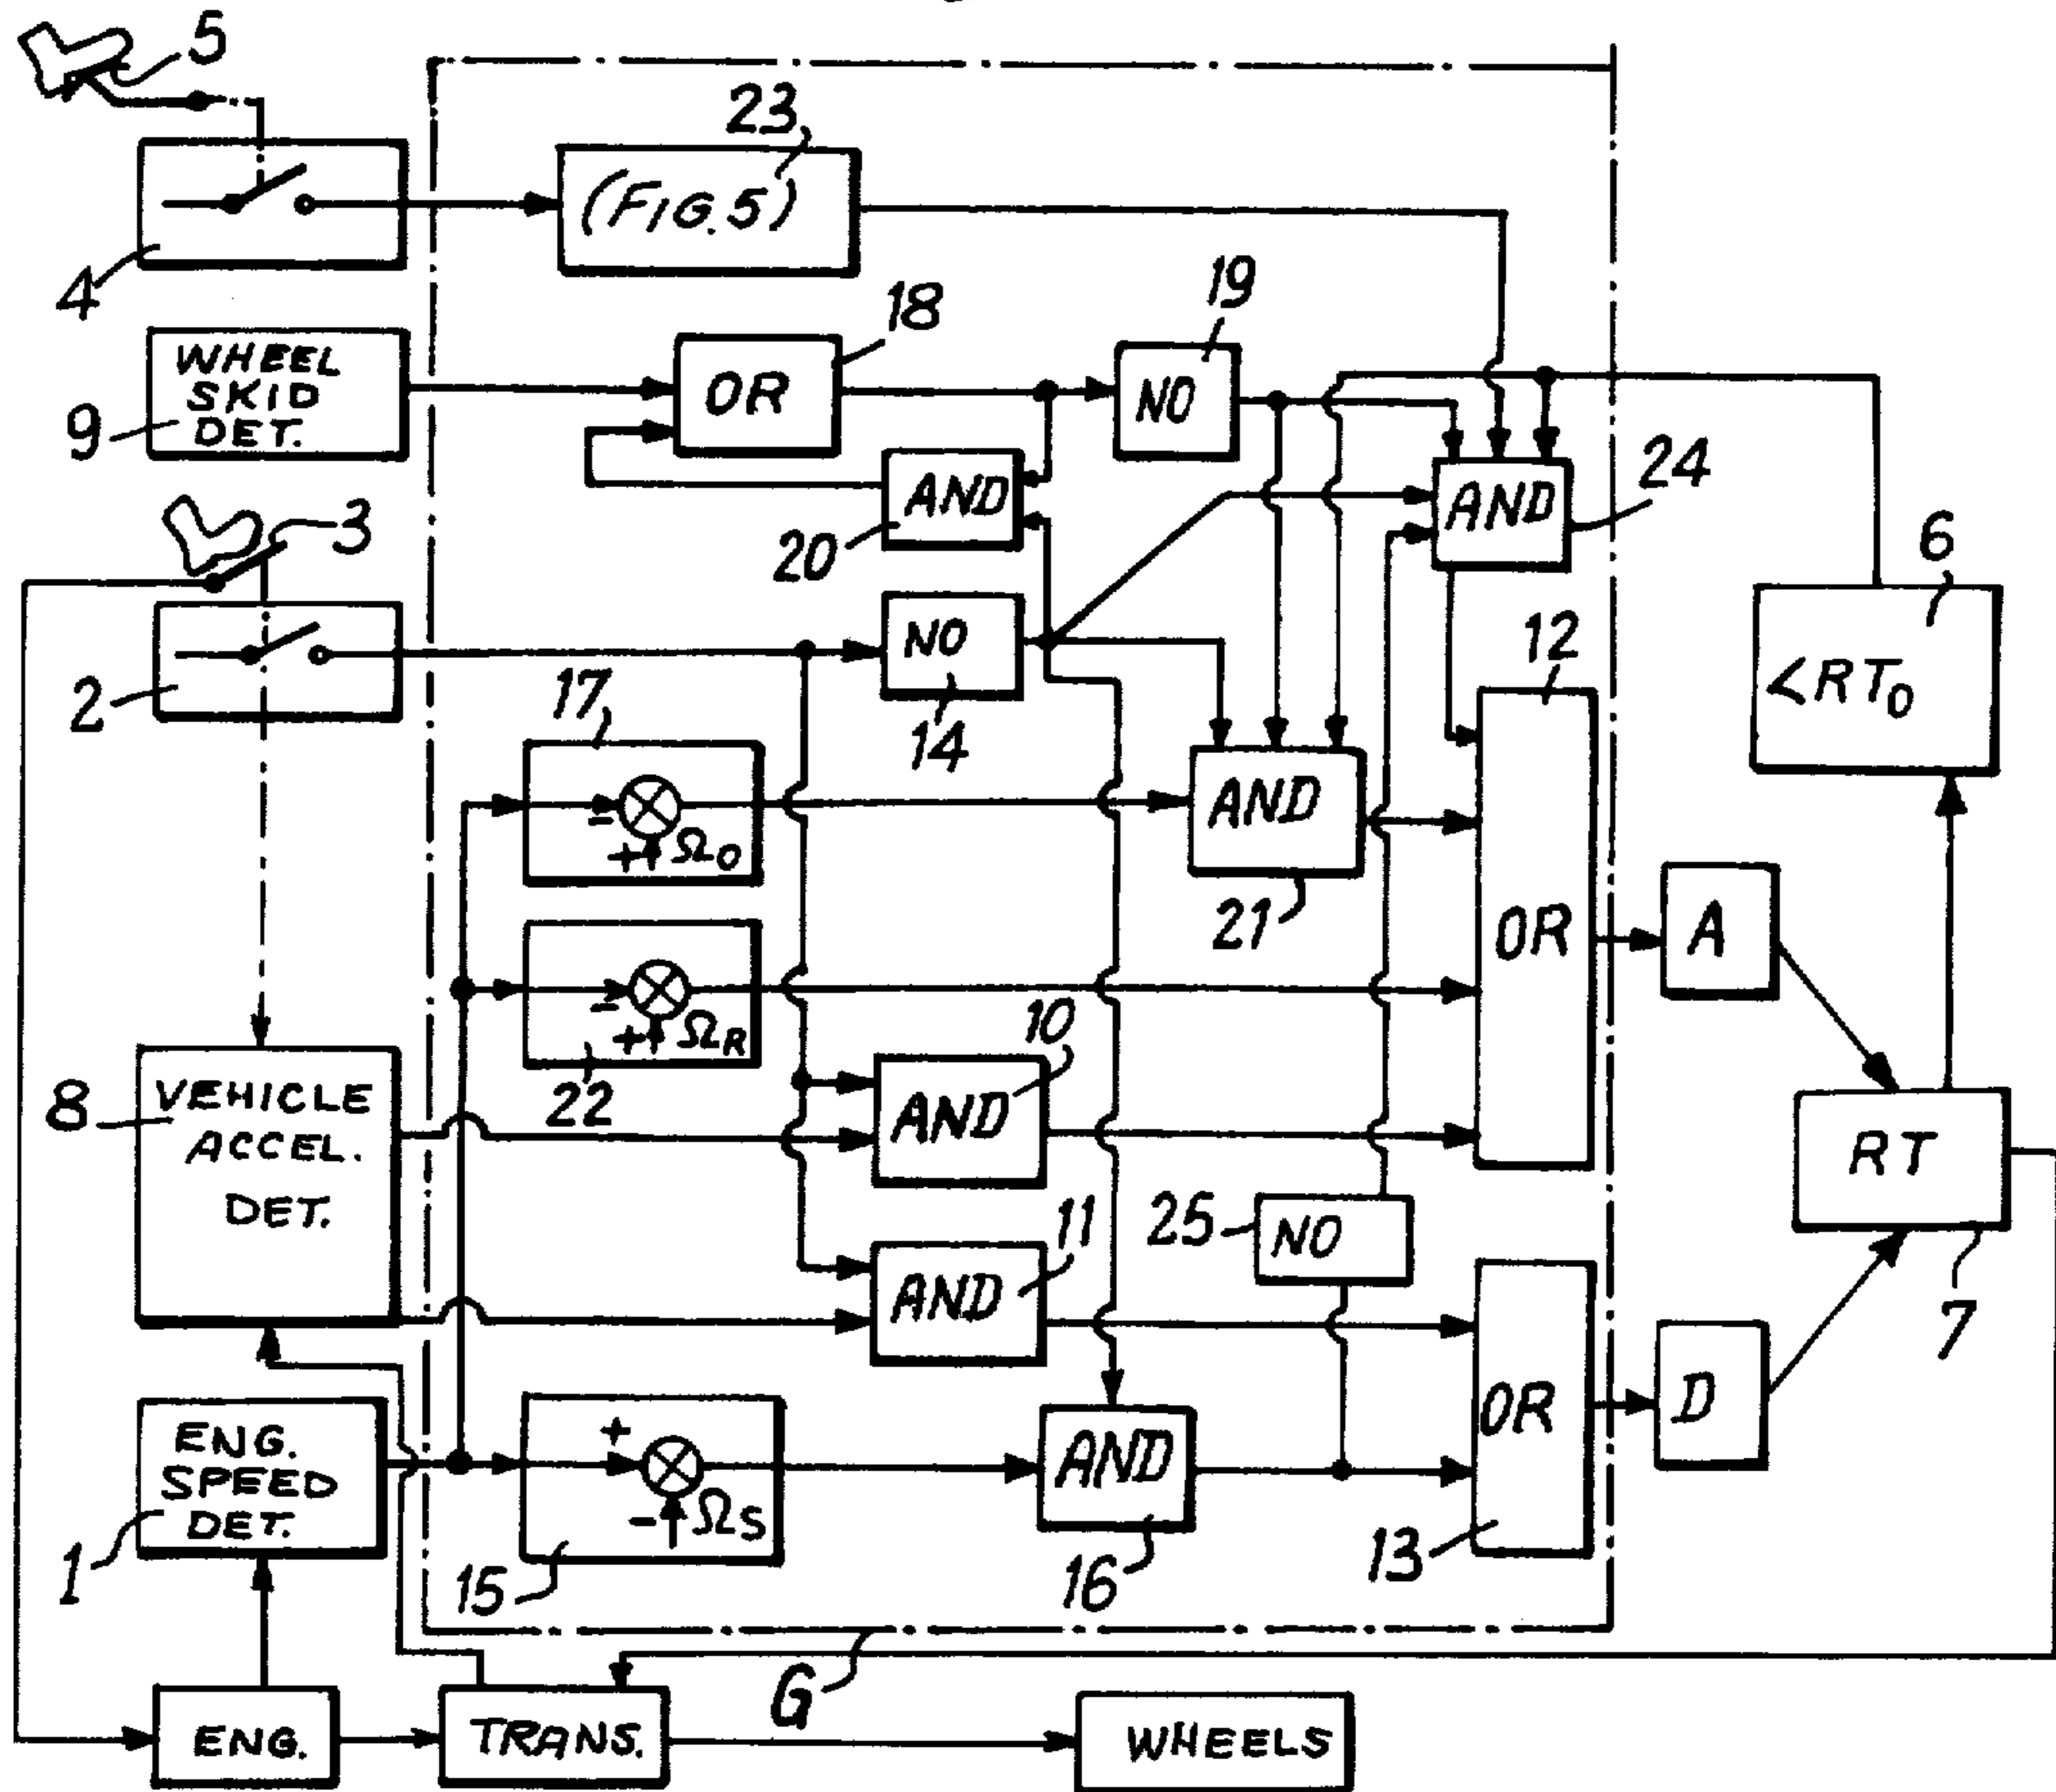 5
23
(FIG. 5)
4
19
18
WHEEL
SKID
DET.
9
OR
NO
AND
20
AND
24
3
6
2
NO
14
12
<RT₀
17
- + Ω₀
AND
21
OR
A
- + Ω_R
22
10
AND
8
VEHICLE
ACCEL.
DET.
RT
7
25
NO
11
AND
OR
D
13
ENG.
SPEED
DET.
1
+
- Ω_S
15
AND
16
G
ENG.
TRANS.
WHEELS